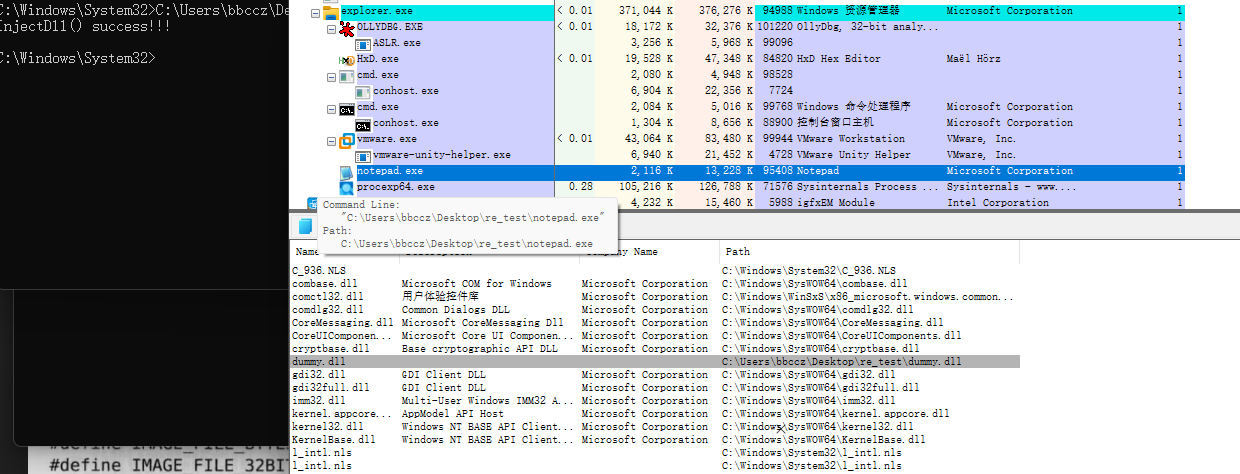 C:\Windows\System32>C:\Users\bbccz\Deskto
InjectDll() success!!!
C:\Windows\System32>
explorer.exe < 0.01 371,044 K 376,276 K 94988 Windows 资源管理器 Microsoft Corporation 1
OLLYDBG.EXE < 0.01 18,172 K 32,376 K 101220 OllyDbg, 32-bit analy... 1
ASLR.exe 3,256 K 5,968 K 99096 1
HxD.exe < 0.01 19,528 K 47,348 K 84820 HxD Hex Editor Maël Hörz 1
cmd.exe 2,080 K 4,948 K 98528 1
conhost.exe 6,904 K 22,356 K 7724 1
cmd.exe 2,084 K 5,016 K 99768 Windows 命令处理程序 Microsoft Corporation 1
conhost.exe 1,304 K 8,656 K 88900 控制台窗口主机 Microsoft Corporation 1
vmware.exe < 0.01 43,064 K 83,480 K 99944 VMware Workstation VMware, Inc. 1
vmware-unity-helper.exe 6,940 K 21,452 K 4728 VMware Unity Helper VMware, Inc. 1
notepad.exe 2,116 K 13,228 K 95408 Notepad Microsoft Corporation 1
procexp64.exe 0.28 105,216 K 126,788 K 71576 Sysinternals Process ... Sysinternals - www.... 1
4,232 K 15,460 K 5988 igfxEM Module Intel Corporation 1
Command Line:
"C:\Users\bbccz\Desktop\re_test\notepad.exe"
Path:
C:\Users\bbccz\Desktop\re_test\notepad.exe
Name Description Company Name Path
C_936.NLS C:\Windows\System32\C_936.NLS
combase.dll Microsoft COM for Windows Microsoft Corporation C:\Windows\SysWOW64\combase.dll
comctl32.dll 用户体验控件库 Microsoft Corporation C:\Windows\WinSxS\x86_microsoft.windows.common...
comdlg32.dll Common Dialogs DLL Microsoft Corporation C:\Windows\SysWOW64\comdlg32.dll
CoreMessaging.dll Microsoft CoreMessaging Dll Microsoft Corporation C:\Windows\SysWOW64\CoreMessaging.dll
CoreUIComponen... Microsoft Core UI Componen... Microsoft Corporation C:\Windows\SysWOW64\CoreUIComponents.dll
cryptbase.dll Base cryptographic API DLL Microsoft Corporation C:\Windows\SysWOW64\cryptbase.dll
dummy.dll C:\Users\bbccz\Desktop\re_test\dummy.dll
gdi32.dll GDI Client DLL Microsoft Corporation C:\Windows\SysWOW64\gdi32.dll
gdi32full.dll GDI Client DLL Microsoft Corporation C:\Windows\SysWOW64\gdi32full.dll
imm32.dll Multi-User Windows IMM32 A... Microsoft Corporation C:\Windows\SysWOW64\imm32.dll
kernel.appcore... AppModel API Host Microsoft Corporation C:\Windows\SysWOW64\kernel.appcore.dll
kernel32.dll Windows NT BASE API Client... Microsoft Corporation C:\Windows\SysWOW64\kernel32.dll
KernelBase.dll Windows NT BASE API Client... Microsoft Corporation C:\Windows\SysWOW64\KernelBase.dll
l_intl.nls C:\Windows\System32\l_intl.nls
l_intl.nls C:\Windows\System32\l_intl.nls
#define IMAGE_FILE_32BIT